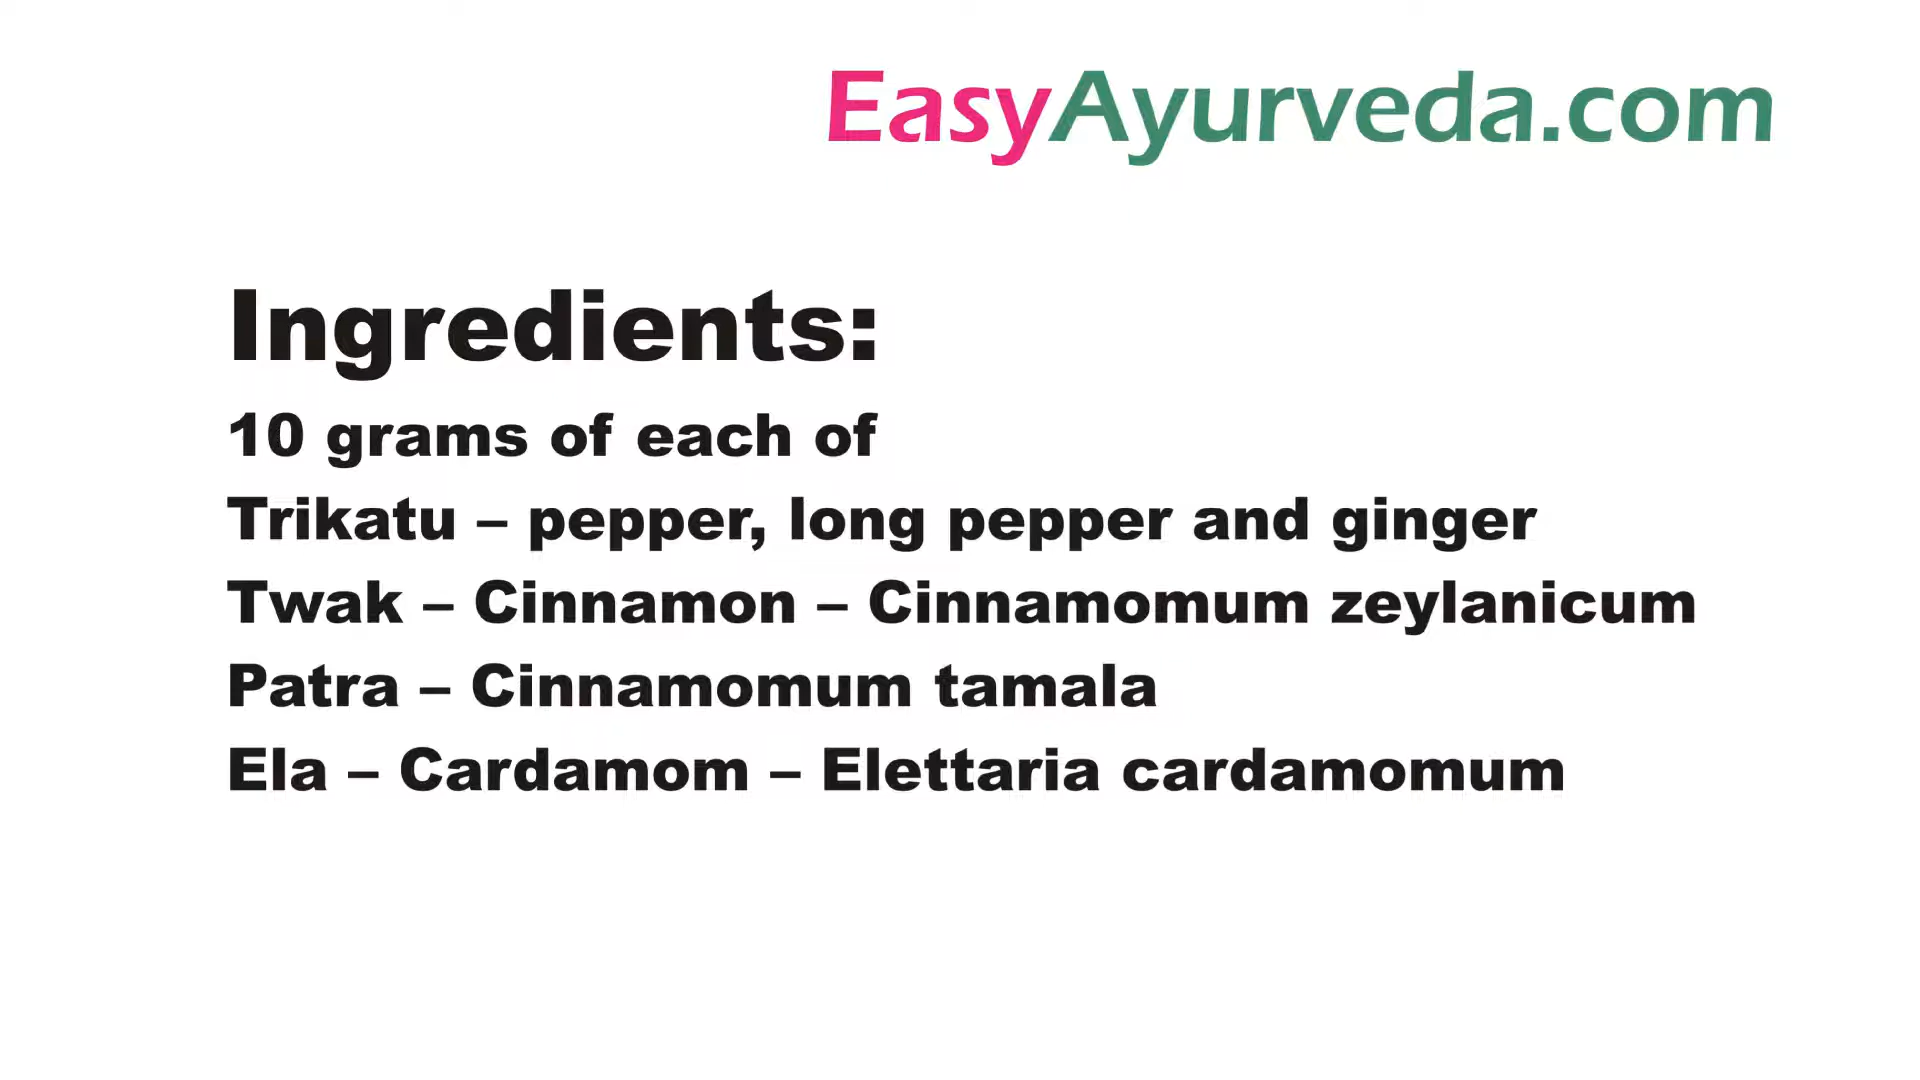 EasyAyurveda.com
Ingredients:
10 grams of each of
Trikatu – pepper, long pepper and ginger
Twak – Cinnamon – Cinnamomum zeylanicum
Patra – Cinnamomum tamala
Ela – Cardamom – Elettaria cardamomum